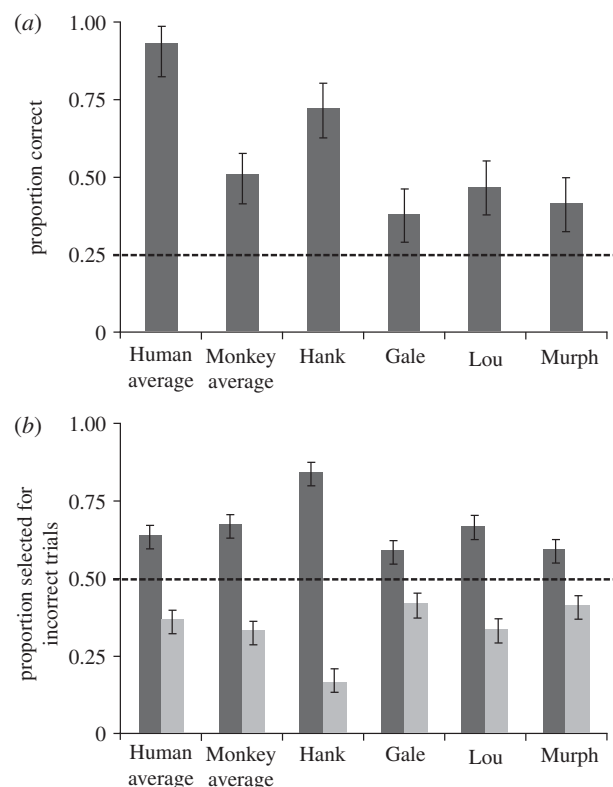 (a)
1.00
0.75
0.50
0.25
0
proportion correct
Human average
Monkey average
Hank
Gale
Lou
Murph
(b)
1.00
0.75
0.50
0.25
0
proportion selected for
incorrect trials
Human average
Monkey average
Hank
Gale
Lou
Murph